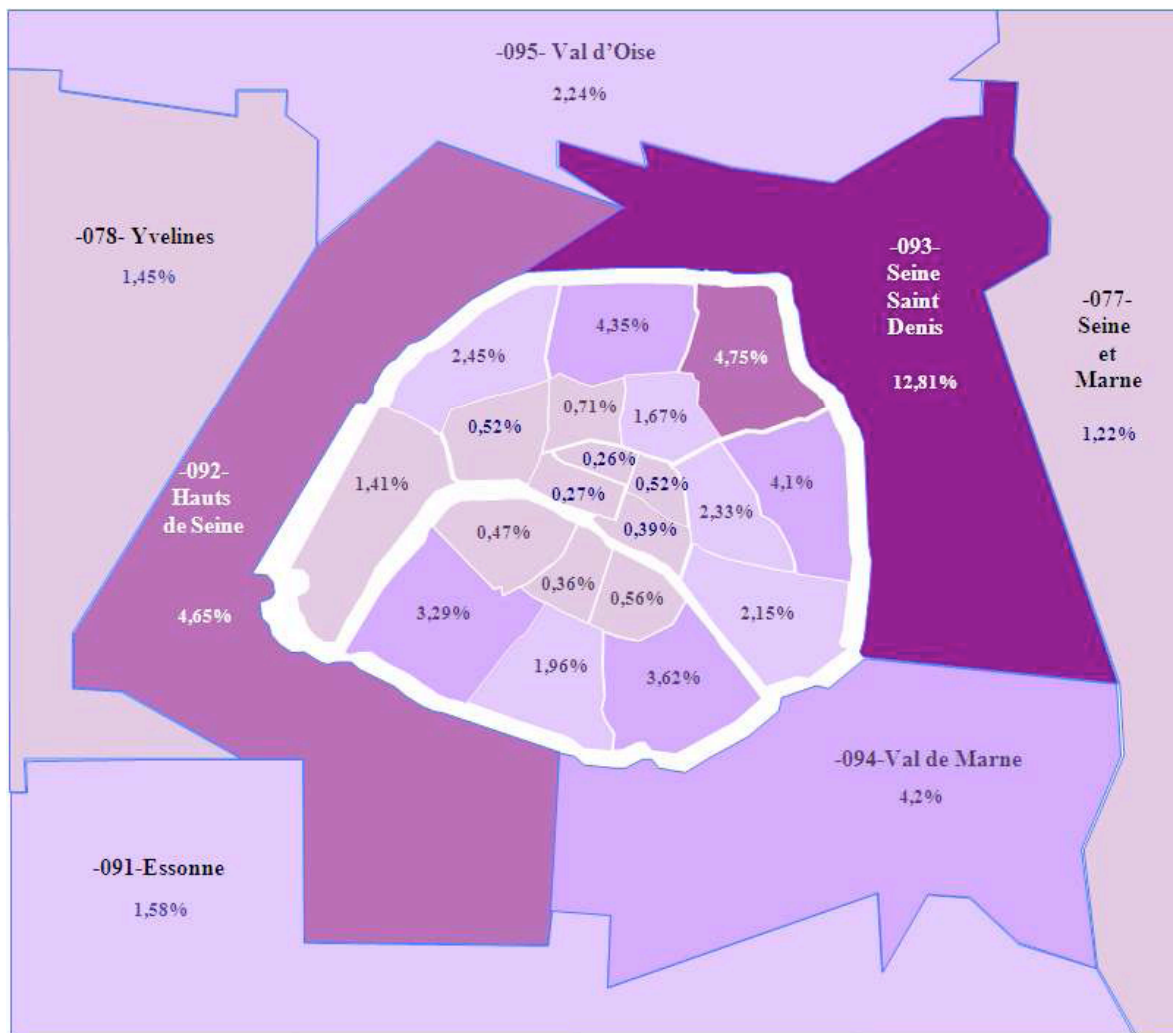 -095- Val d’Oise
2,24%
-078- Yvelines
1,45%
-093-
Seine
Saint
Denis
12,81%
-077-
Seine
et
Marne
1,22%
-092-
Hauts
de Seine
4,65%
2,45%
4,35%
4,75%
0,52%
0,71%
1,67%
1,41%
0,26%
0,27%
0,52%
2,33%
4,1%
0,47%
0,39%
0,36%
0,56%
2,15%
3,29%
1,96%
3,62%
-094-Val de Marne
4,2%
-091-Essonne
1,58%